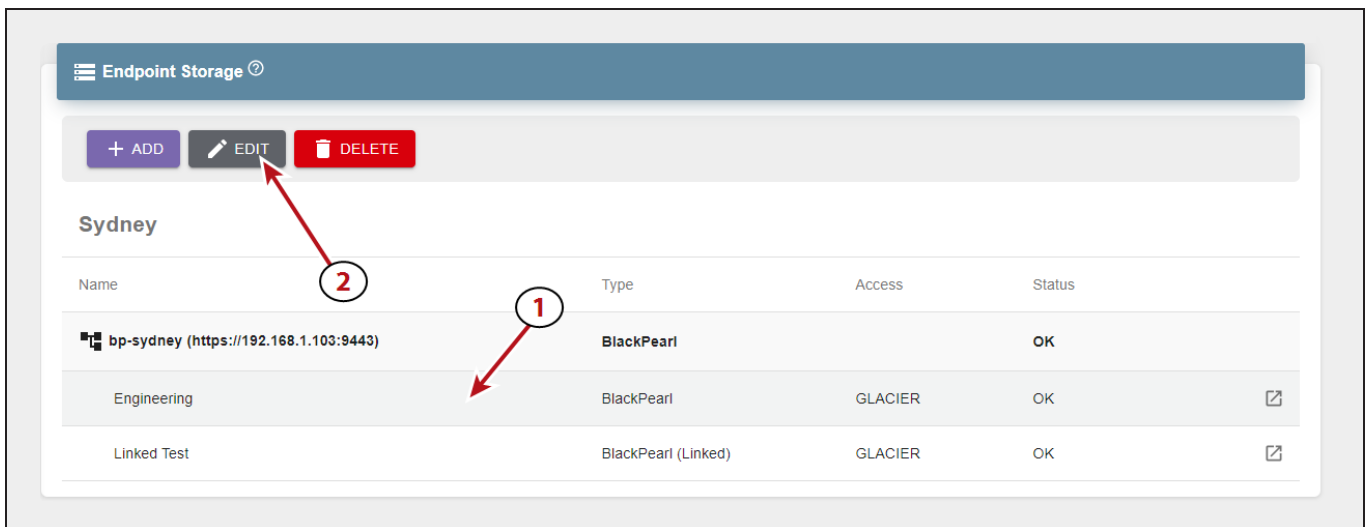 Endpoint Storage ?
+ ADD EDIT DELETE
Sydney
2
1
Name Type Access Status
bp-sydney (https://192.168.1.103:9443) BlackPearl OK
Engineering BlackPearl GLACIER OK
Linked Test BlackPearl (Linked) GLACIER OK